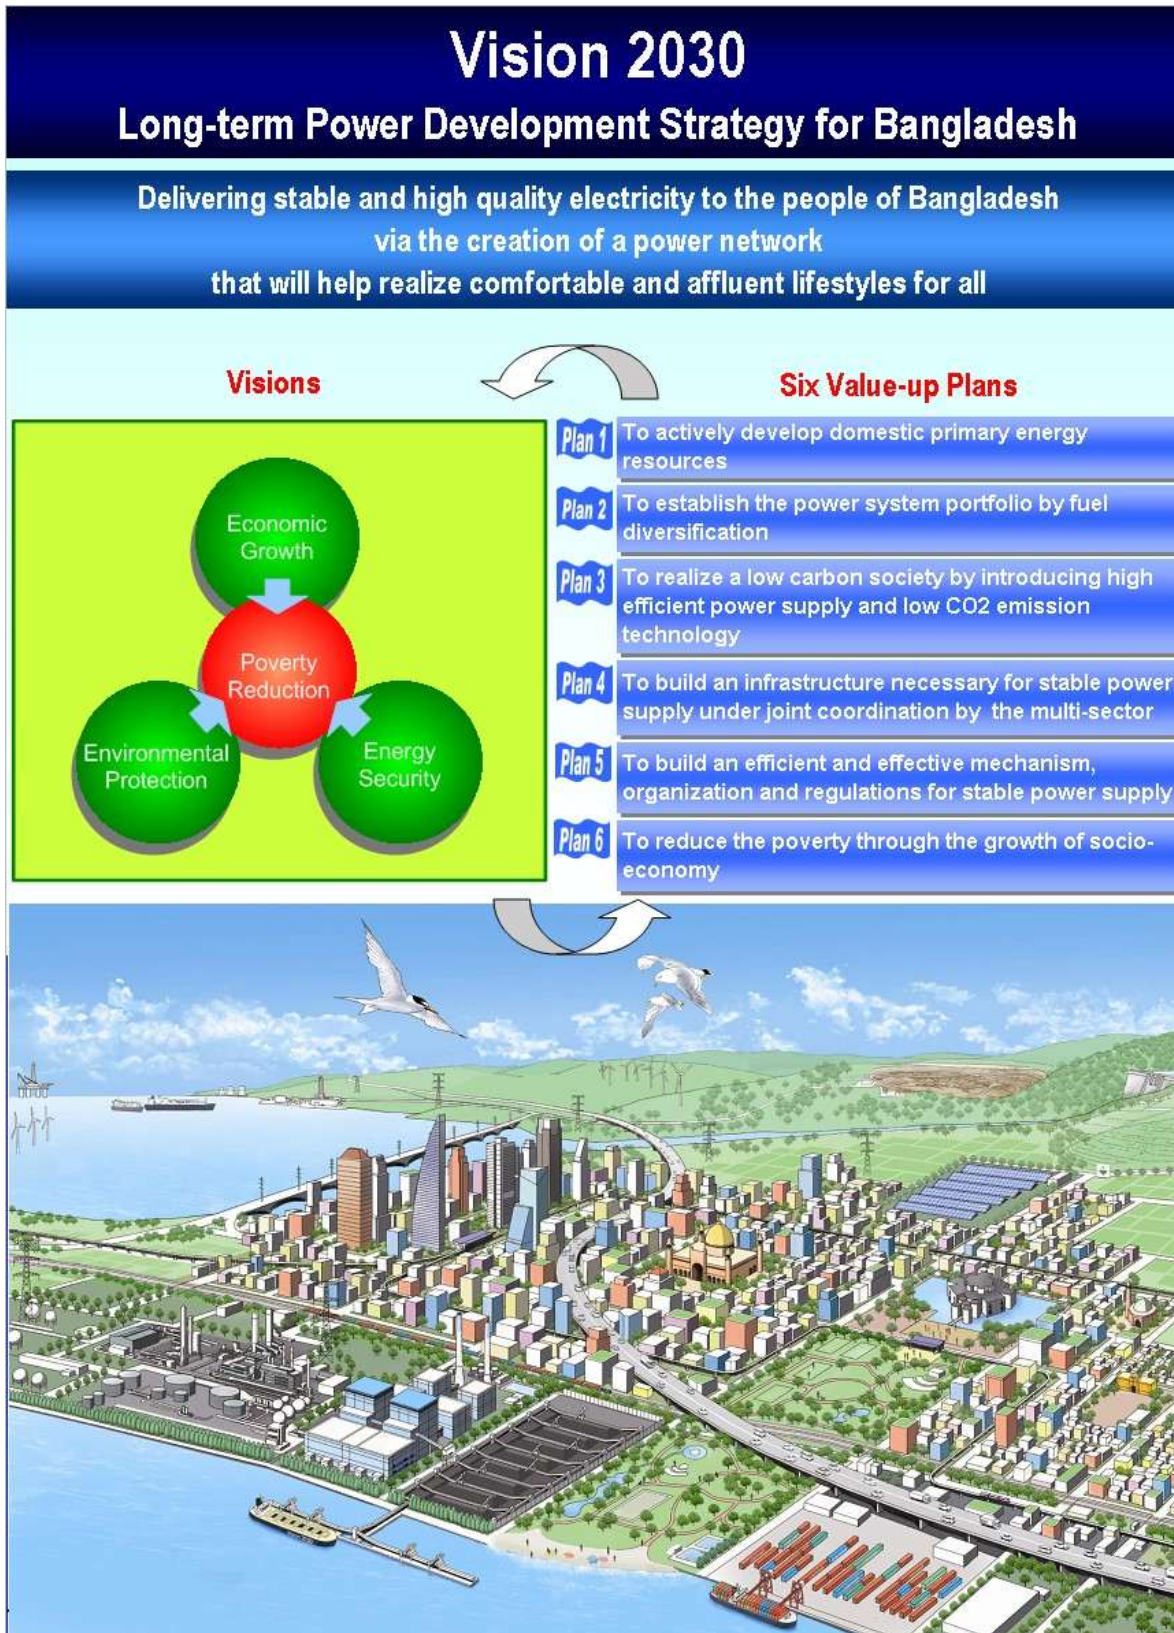 Vision 2030
Long-term Power Development Strategy for Bangladesh
Delivering stable and high quality electricity to the people of Bangladesh
via the creation of a power network
that will help realize comfortable and affluent lifestyles for all
Visions
Economic
Growth
Poverty
Reduction
Environmental
Protection
Energy
Security
Six Value-up Plans
Plan 1
To actively develop domestic primary energy
resources
Plan 2
To establish the power system portfolio by fuel
diversification
Plan 3
To realize a low carbon society by introducing high
efficient power supply and low CO2 emission
technology
Plan 4
To build an infrastructure necessary for stable power
supply under joint coordination by the multi-sector
Plan 5
To build an efficient and effective mechanism,
organization and regulations for stable power supply
Plan 6
To reduce the poverty through the growth of socio-
economy